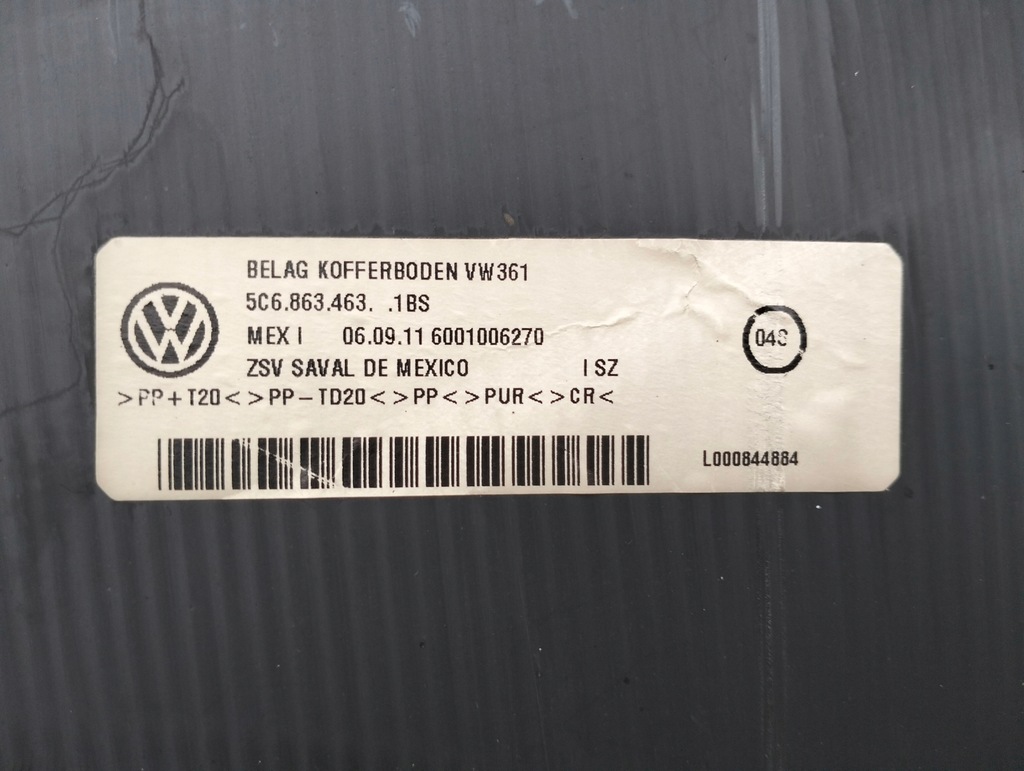 BELAG KOFFERBODEN VW361
5C6.863.463. .1BS
MEX I 06.09.11 6001006270
ZSV SAVAL DE MEXICO I SZ
>PP+T20<>PP-TD20<>PP<>PUR<>CR<
L000844884